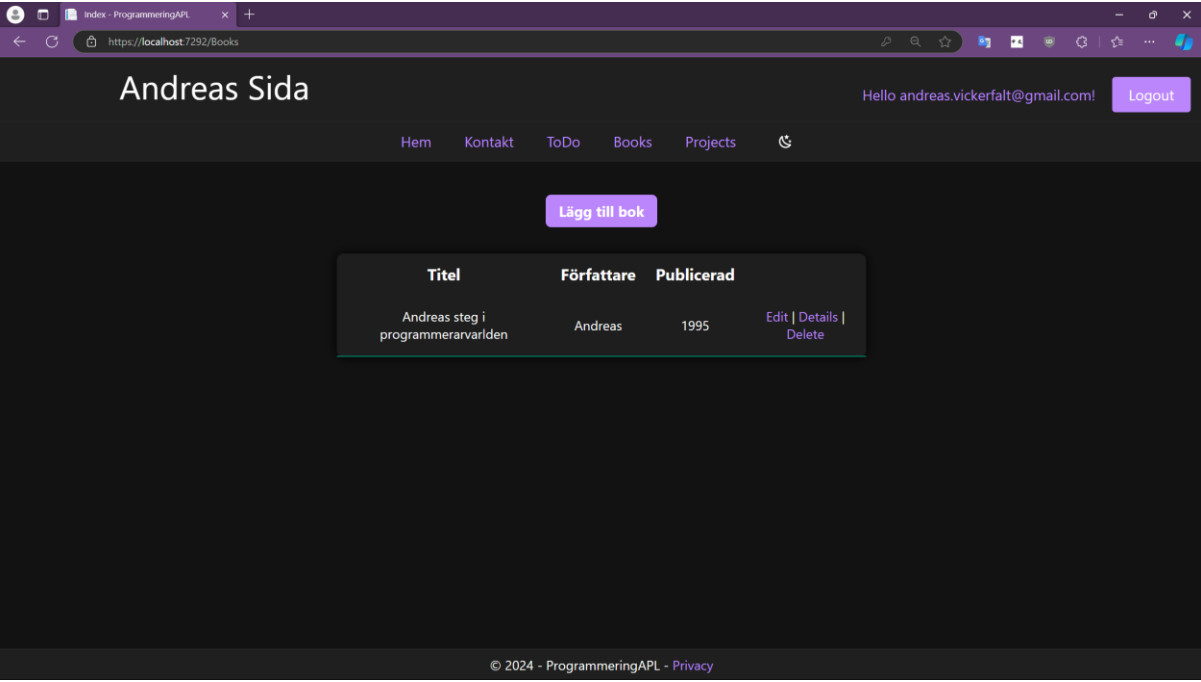 Index - ProgrammeringAPL
https://localhost:7292/Books
Andreas Sida
Hello andreas.vickerfalt@gmail.com! Logout
Hem Kontakt ToDo Books Projects
Lägg till bok
Titel Författare Publicerad
Andreas steg i
programmerarvarlden
Andreas
1995
Edit | Details |
Delete
© 2024 - ProgrammeringAPL - Privacy